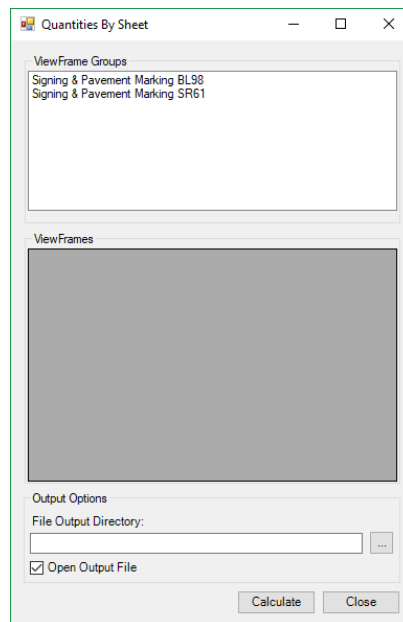 Quantities By Sheet
ViewFrame Groups
Signing & Pavement Marking BL98
Signing & Pavement Marking SR61
ViewFrames
Output Options
File Output Directory:
...
Open Output File
Calculate Close